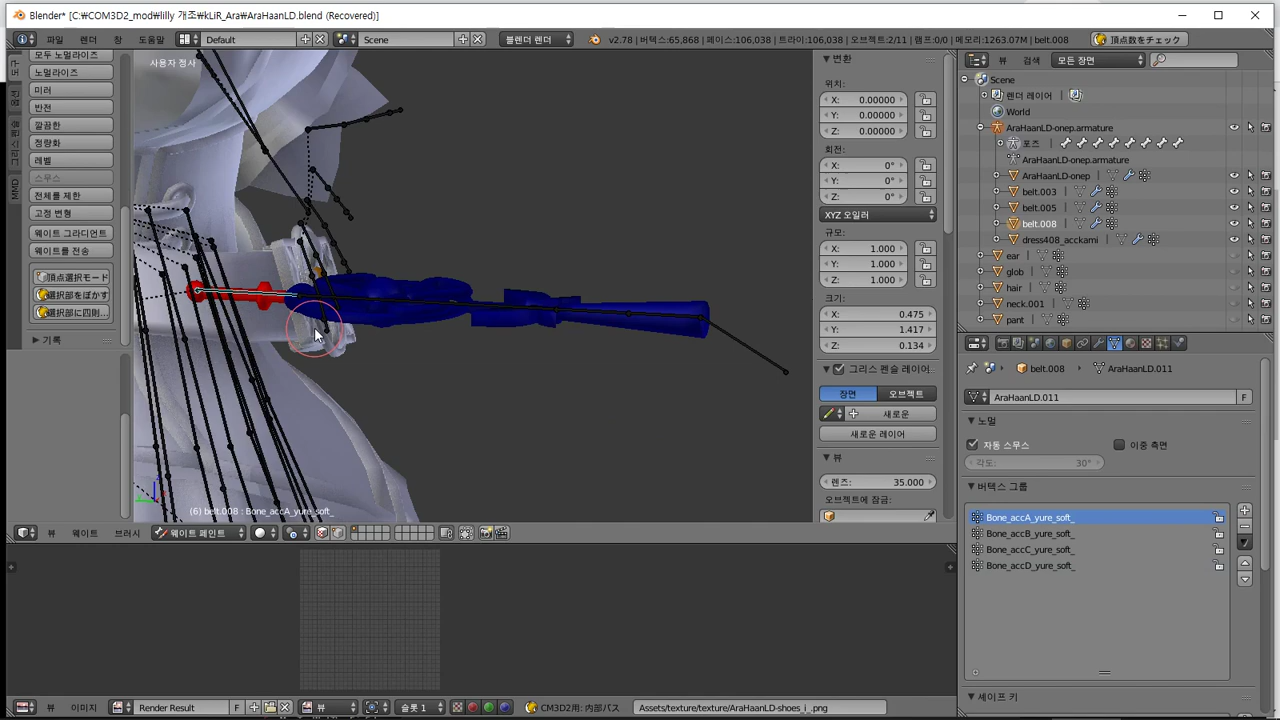 Blender* [C:₩COM3D2_mod₩lilly 개조₩kLiR_Ara₩AraHaanLD.blend (Recovered)]
파일 렌더 창 도움말 Default Scene 블렌더 렌더 v2.78 | 버텍스:65,868 | 페이스:106,038 | 트라이:106,038 | 오브젝트:2/11 | 램프:0/0 | 메모리:1263.07M | belt.008 頂点数をチェック
모두 노멀라이즈
노멀라이즈
미러
반전
깔끔한
정량화
레벨
스무스
전체를 제한
고정 변형
웨이트 그라디언트
웨이트를 전송
頂点選択モード
選択部をぼかす
選択部に四則...
기록
MMD
사용자 정사
(6) belt.008 : Bone_accA_yure_soft_
변환
위치:
X: 0.00000
Y: 0.00000
Z: 0.00000
회전:
X: 0°
Y: 0°
Z: 0°
XYZ 오일러
규모:
X: 1.000
Y: 1.000
Z: 1.000
크기:
X: 0.475
Y: 1.417
Z: 0.134
그리스 펜슬 레이어
장면 오브젝트
새로운
새로운 레이어
뷰
렌즈: 35.000
오브젝트에 잠금:
뷰 웨이트 브러시 웨이트 페인트
뷰 이미지 Render Result F 뷰 슬롯 1 CM3D2用: 内部パス Assets/texture/texture/AraHaanLD-shoes_i_.png
뷰 검색 모든 장면
Scene
렌더 레이어
World
AraHaanLD-onep.armature
포즈
AraHaanLD-onep.armature
AraHaanLD-onep
belt.003
belt.005
belt.008
dress408_acckami
ear
glob
hair
neck.001
pant
belt.008 AraHaanLD.011
AraHaanLD.011 F
노멀
자동 스무스 이중 측면
각도: 30°
버텍스 그룹
Bone_accA_yure_soft_
Bone_accB_yure_soft_
Bone_accC_yure_soft_
Bone_accD_yure_soft_
셰이프 키